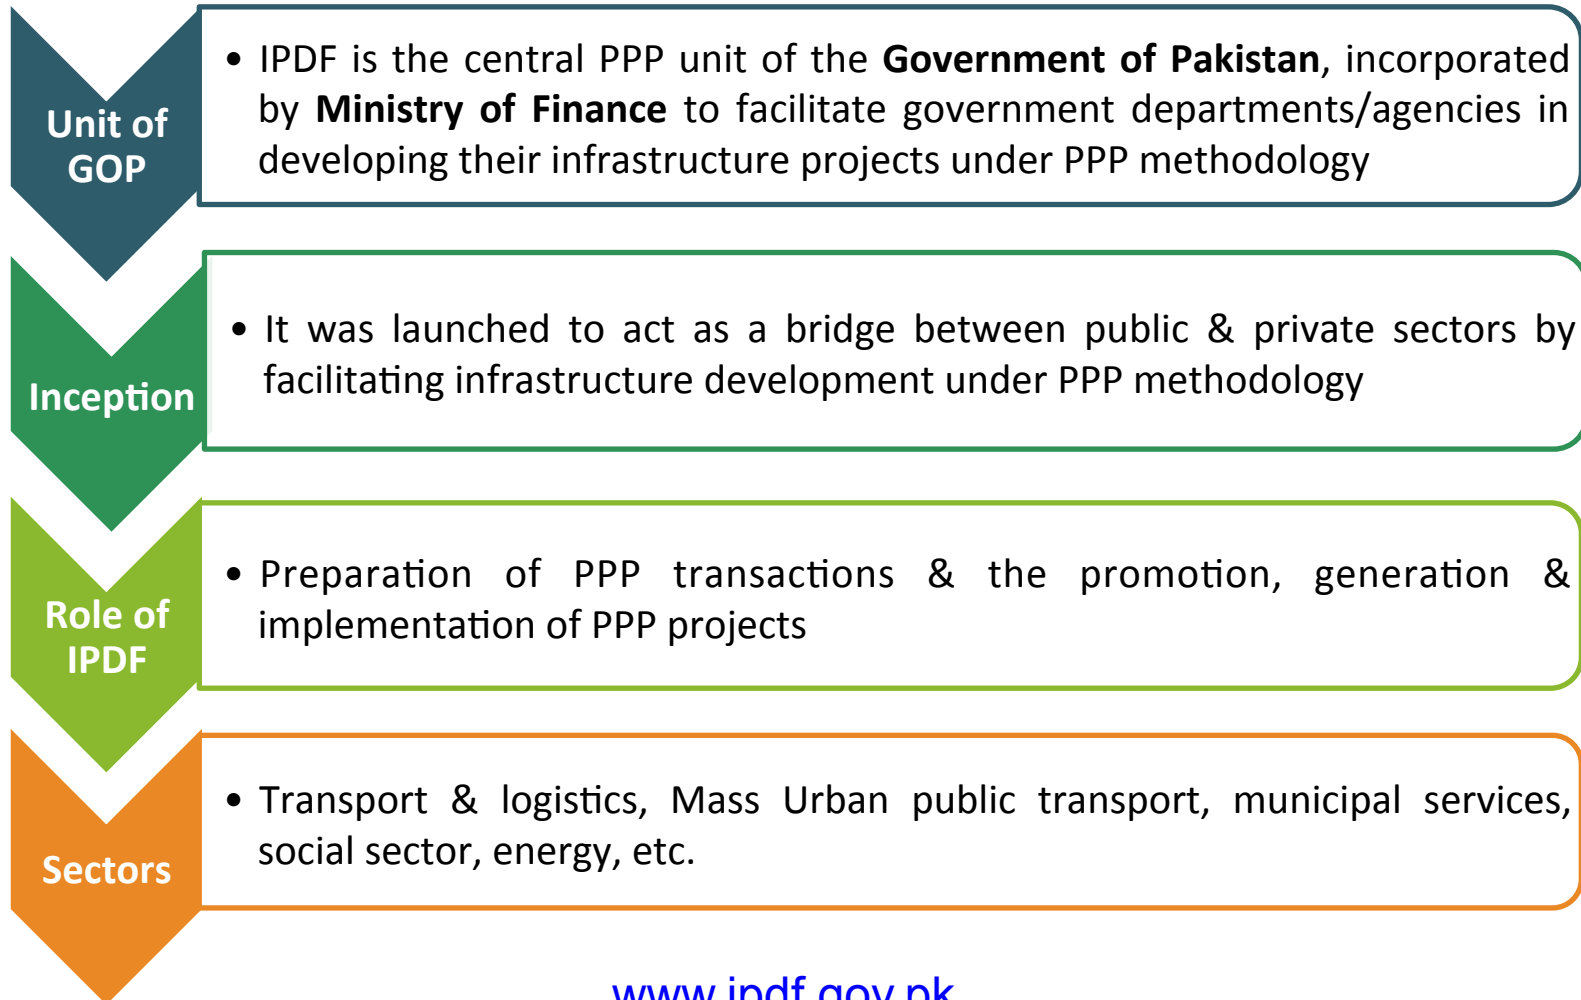 Unit of
GOP
• IPDF is the central PPP unit of the Government of Pakistan, incorporated
by Ministry of Finance to facilitate government departments/agencies in
developing their infrastructure projects under PPP methodology
Inception
• It was launched to act as a bridge between public & private sectors by
facilitating infrastructure development under PPP methodology
Role of
IPDF
• Preparation of PPP transactions & the promotion, generation &
implementation of PPP projects
Sectors
• Transport & logistics, Mass Urban public transport, municipal services,
social sector, energy, etc.
www.ipdf.gov.pk